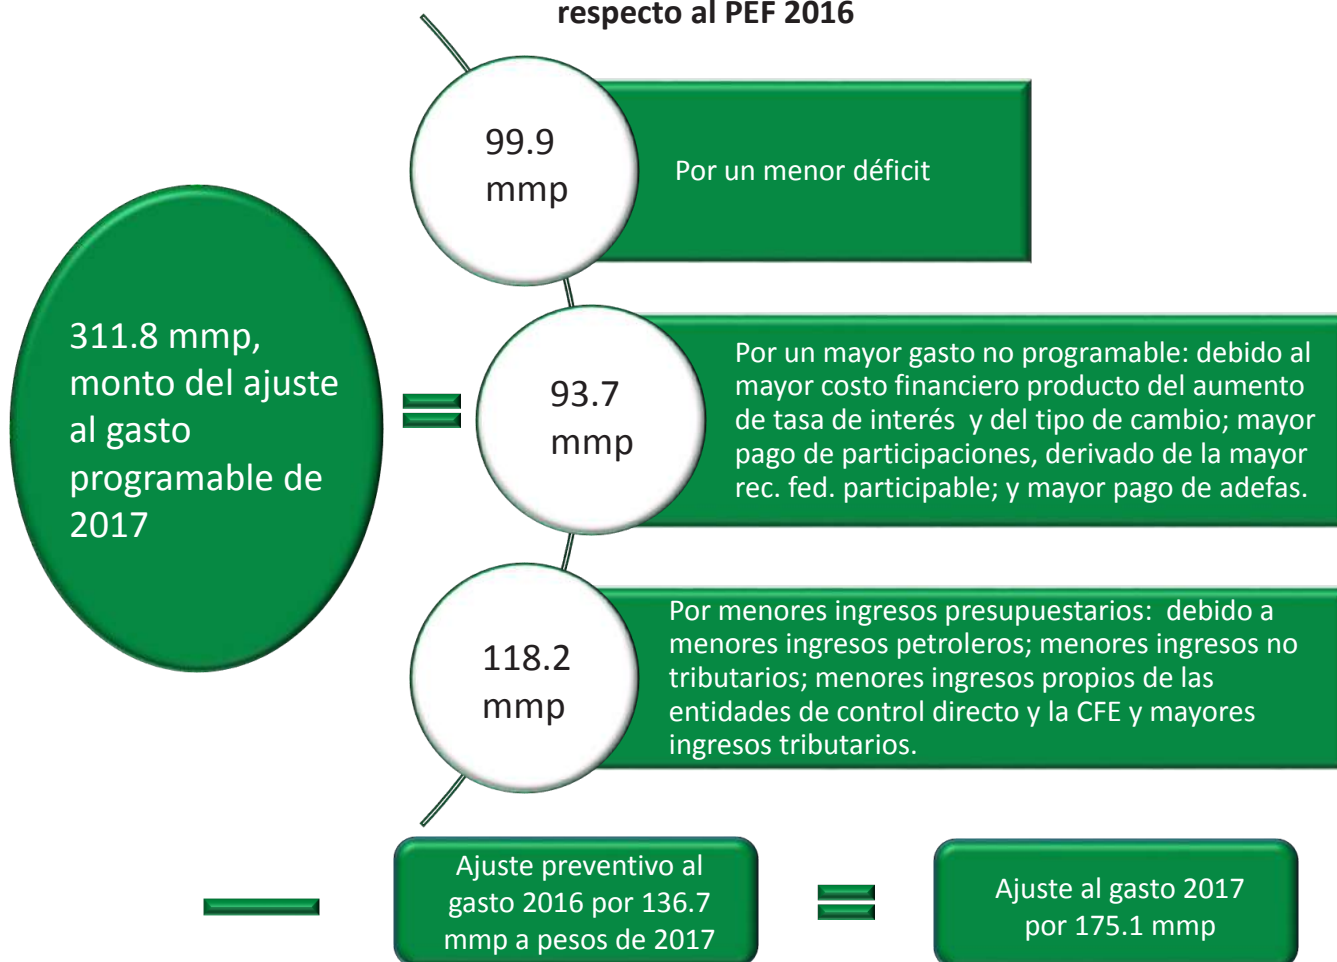 respecto al PEF 2016
99.9
mmp
Por un menor déficit
311.8 mmp,
monto del ajuste
al gasto
programable de
2017
93.7
mmp
Por un mayor gasto no programable: debido al
mayor costo financiero producto del aumento
de tasa de interés y del tipo de cambio; mayor
pago de participaciones, derivado de la mayor
rec. fed. participable; y mayor pago de adefas.
118.2
mmp
Por menores ingresos presupuestarios: debido a
menores ingresos petroleros; menores ingresos no
tributarios; menores ingresos propios de las
entidades de control directo y la CFE y mayores
ingresos tributarios.
Ajuste preventivo al
gasto 2016 por 136.7
mmp a pesos de 2017
Ajuste al gasto 2017
por 175.1 mmp